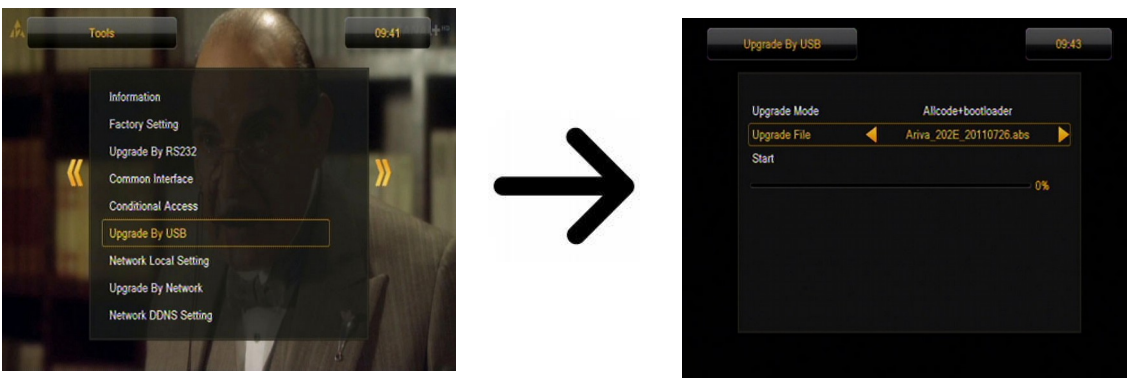 Tools
09:41
Information
Factory Setting
Upgrade By RS232
Common Interface
Conditional Access
Upgrade By USB
Network Local Setting
Upgrade By Network
Network DDNS Setting
Upgrade By USB
09:43
Upgrade Mode Allcode+bootloader
Upgrade File Ariva_202E_20110726.abs
Start
0%